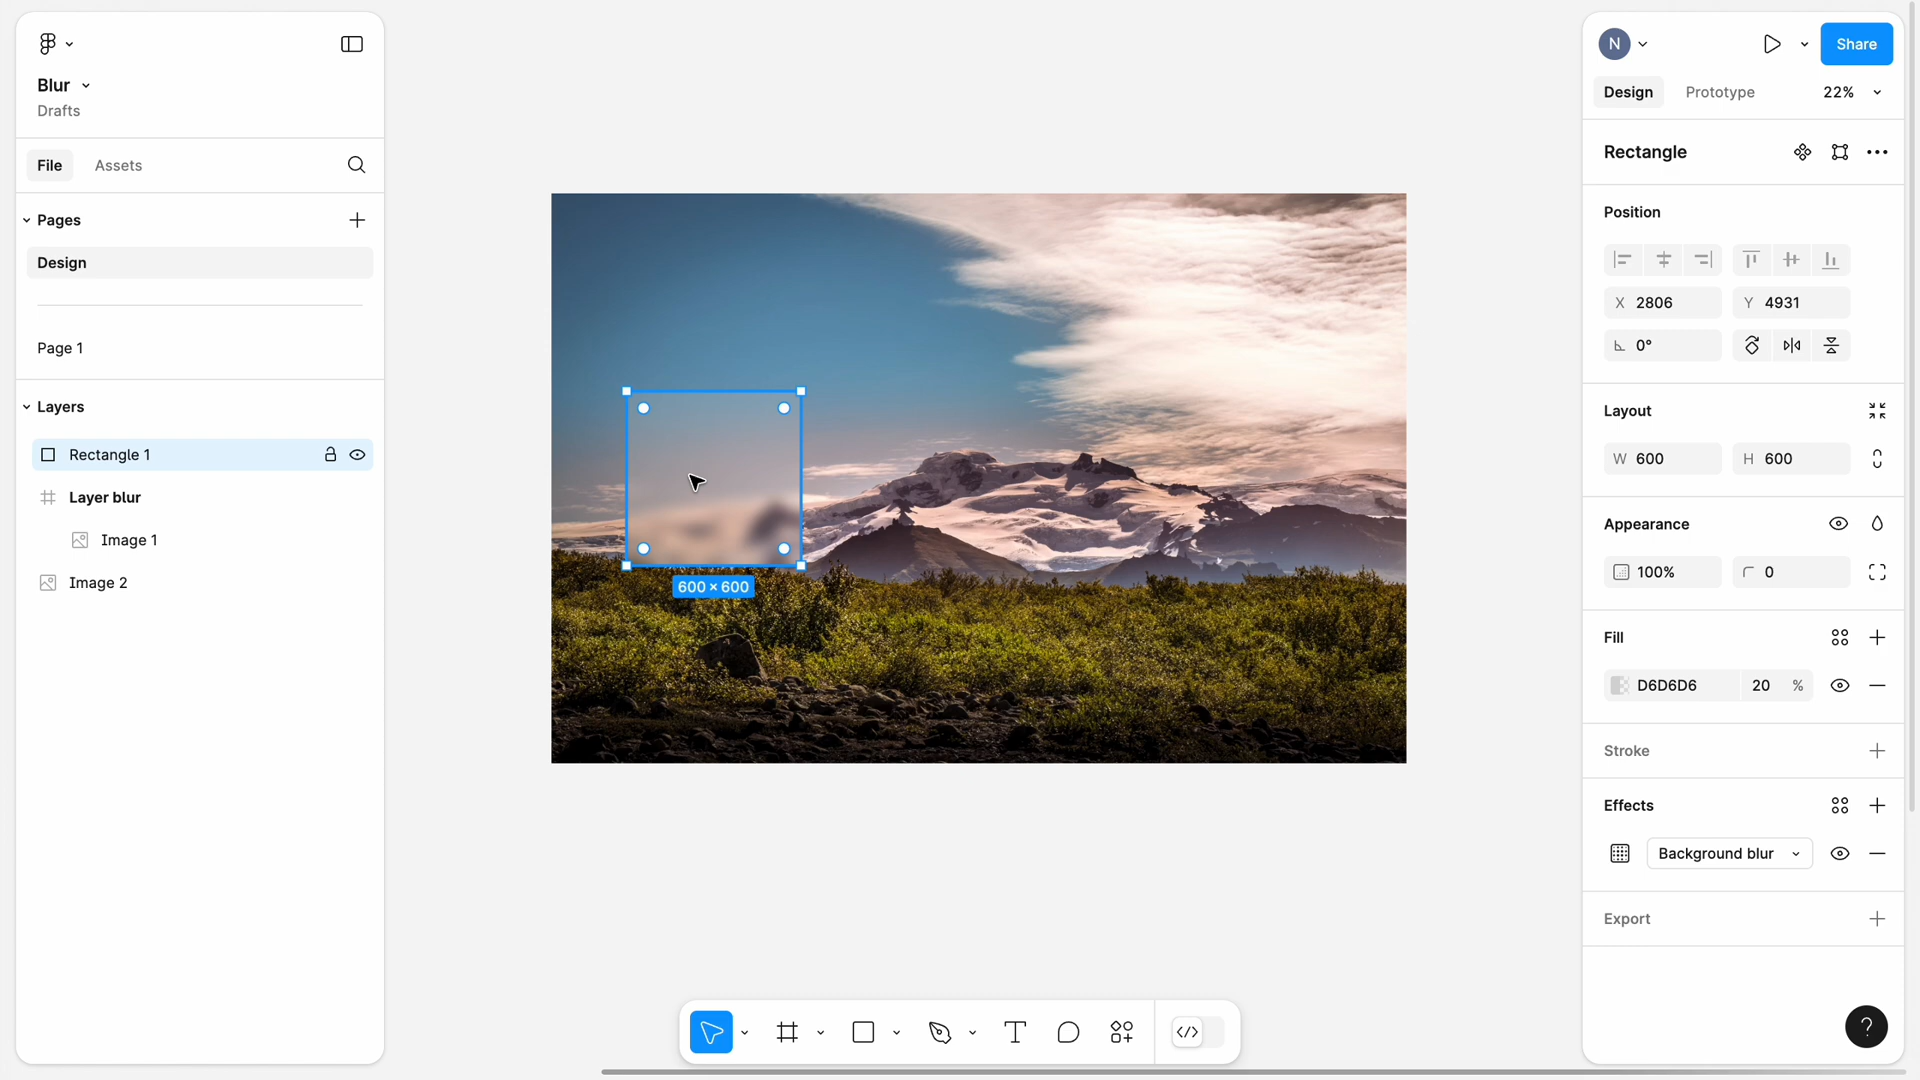 Blur
Drafts
File Assets
Pages
Design
Page 1
Layers
Rectangle 1
Layer blur
Image 1
Image 2
600 × 600
N
Share
Design Prototype 22%
Rectangle
Position
X 2806 Y 4931
0°
Layout
W 600 H 600
Appearance
100% 0
Fill
D6D6D6 20 %
Stroke
Effects
Background blur
Export
?